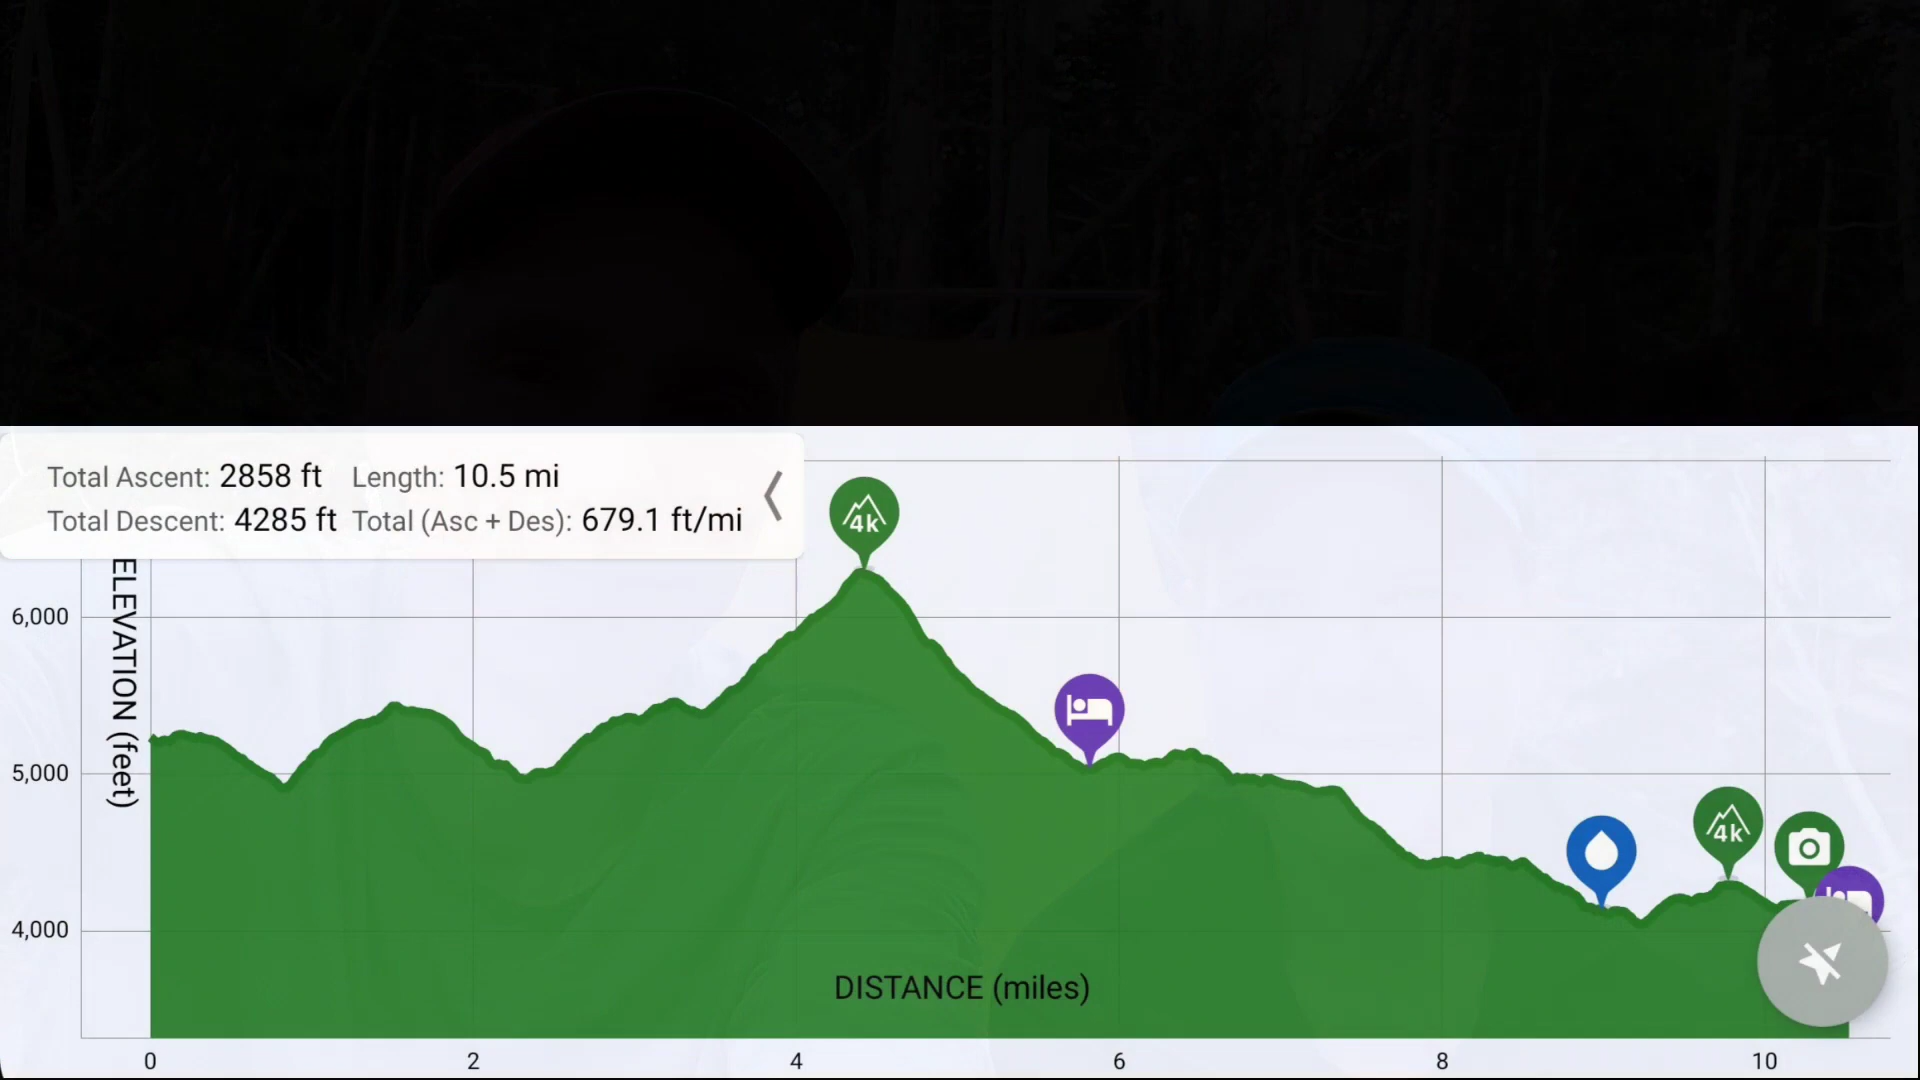 Total Ascent: 2858 ft Length: 10.5 mi
Total Descent: 4285 ft Total (Asc + Des): 679.1 ft/mi
4k
ELEVATION (feet)
6,000
5,000
4k
4,000
DISTANCE (miles)
0 2 4 6 8 10